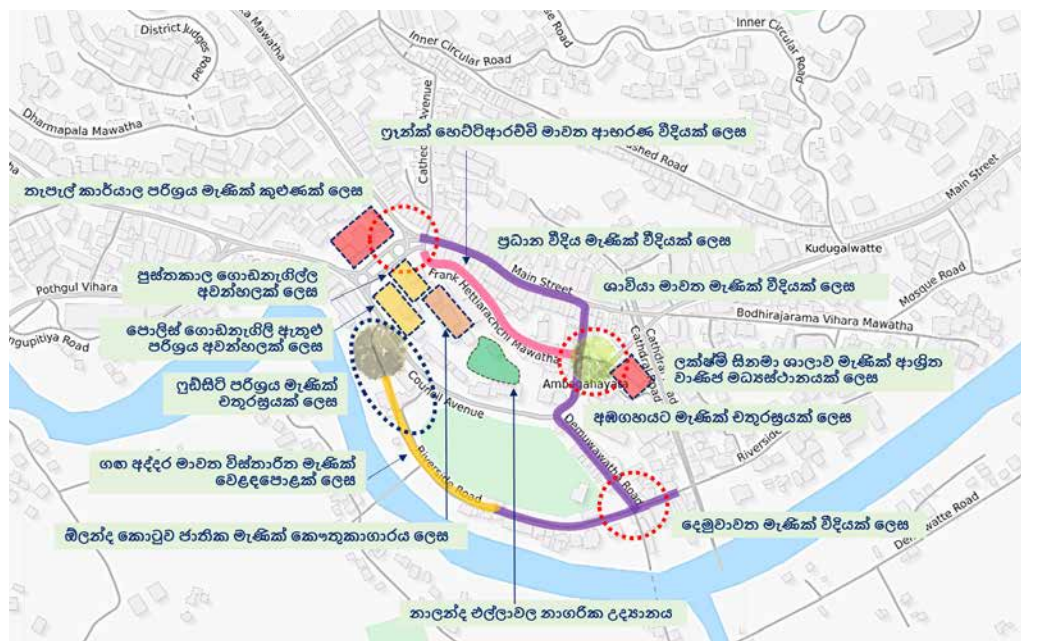 District Judges Road
Mawatha
Inner Circular Road
Inner Circular Road
Dharmapala Mawatha
Main Street
ෆ්‍රෑන්ක් හෙට්ටිආරච්චි මාවත ආභරණ වීදියක් ලෙස
තැපැල් කාර්යාල පරිශ්‍රය මැණික් කුළුණක් ලෙස
ප්‍රධාන වීදිය මැණික් වීදියක් ලෙස
Kudugalwatte
පුස්තකාල ගොඩනැගිල්ල
අවන්හලක් ලෙස
Main Street
Frank Hettiarachchi Mawatha
ශාවියා මාවත මැණික් වීදියක් ලෙස
Mosque Road
Pothgul Vihara
Bodhirajarama Vihara Mawatha
පොලිස් ගොඩනැගිලි ඇතුළු
පරිශ්‍රය අවන්හලක් ලෙස
ngupitiya Road
ලක්ෂ්මි සිනමා ශාලාව මැණික් ආශ්‍රිත
වාණිජ මධ්‍යස්ථානයක් ලෙස
ෆුඩ්සිටි පරිශ්‍රය මැණික්
චතුරස්‍රයක් ලෙස
Council Avenue
Ambagahayata
අඹගහයට මැණික් චතුරස්‍රයක් ලෙස
ගඟ අද්දර මාවත විස්තාරිත මැණික්
වෙළඳපොළක් ලෙස
Riverside Road
Demuwawatha Road
Riverside
දෙමුවාවත මැණික් වීදියක් ලෙස
ඕලන්ද කොටුව ජාතික මැණික් කෞතුකාගාරය ලෙස
නාලන්ද එල්ලාවල නාගරික උද්‍යානය